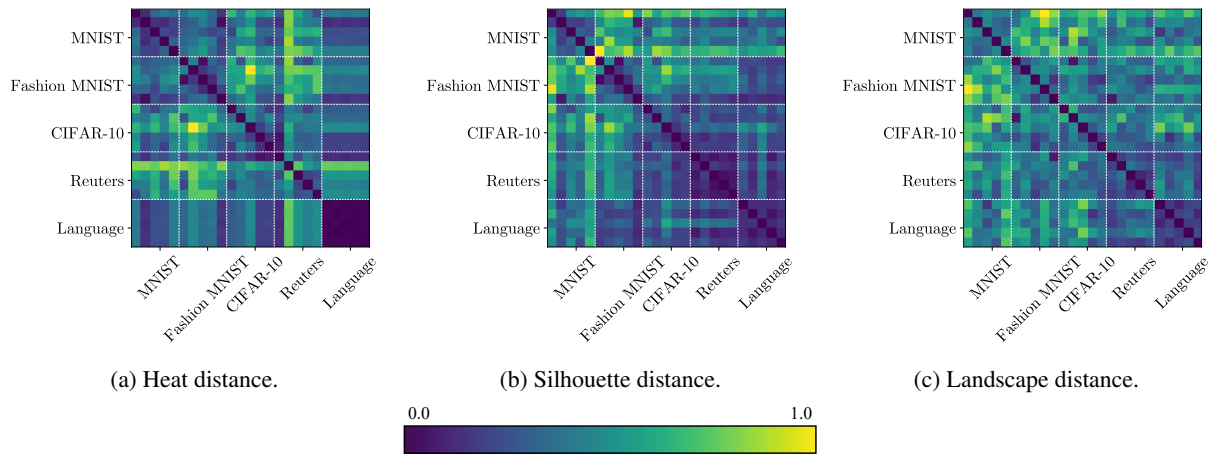 MNIST
Fashion MNIST
CIFAR-10
Reuters
Language
MNIST
Fashion MNIST
CIFAR-10
Reuters
Language
(a) Heat distance.
MNIST
Fashion MNIST
CIFAR-10
Reuters
Language
MNIST
Fashion MNIST
CIFAR-10
Reuters
Language
(b) Silhouette distance.
MNIST
Fashion MNIST
CIFAR-10
Reuters
Language
MNIST
Fashion MNIST
CIFAR-10
Reuters
Language
(c) Landscape distance.
0.0 1.0